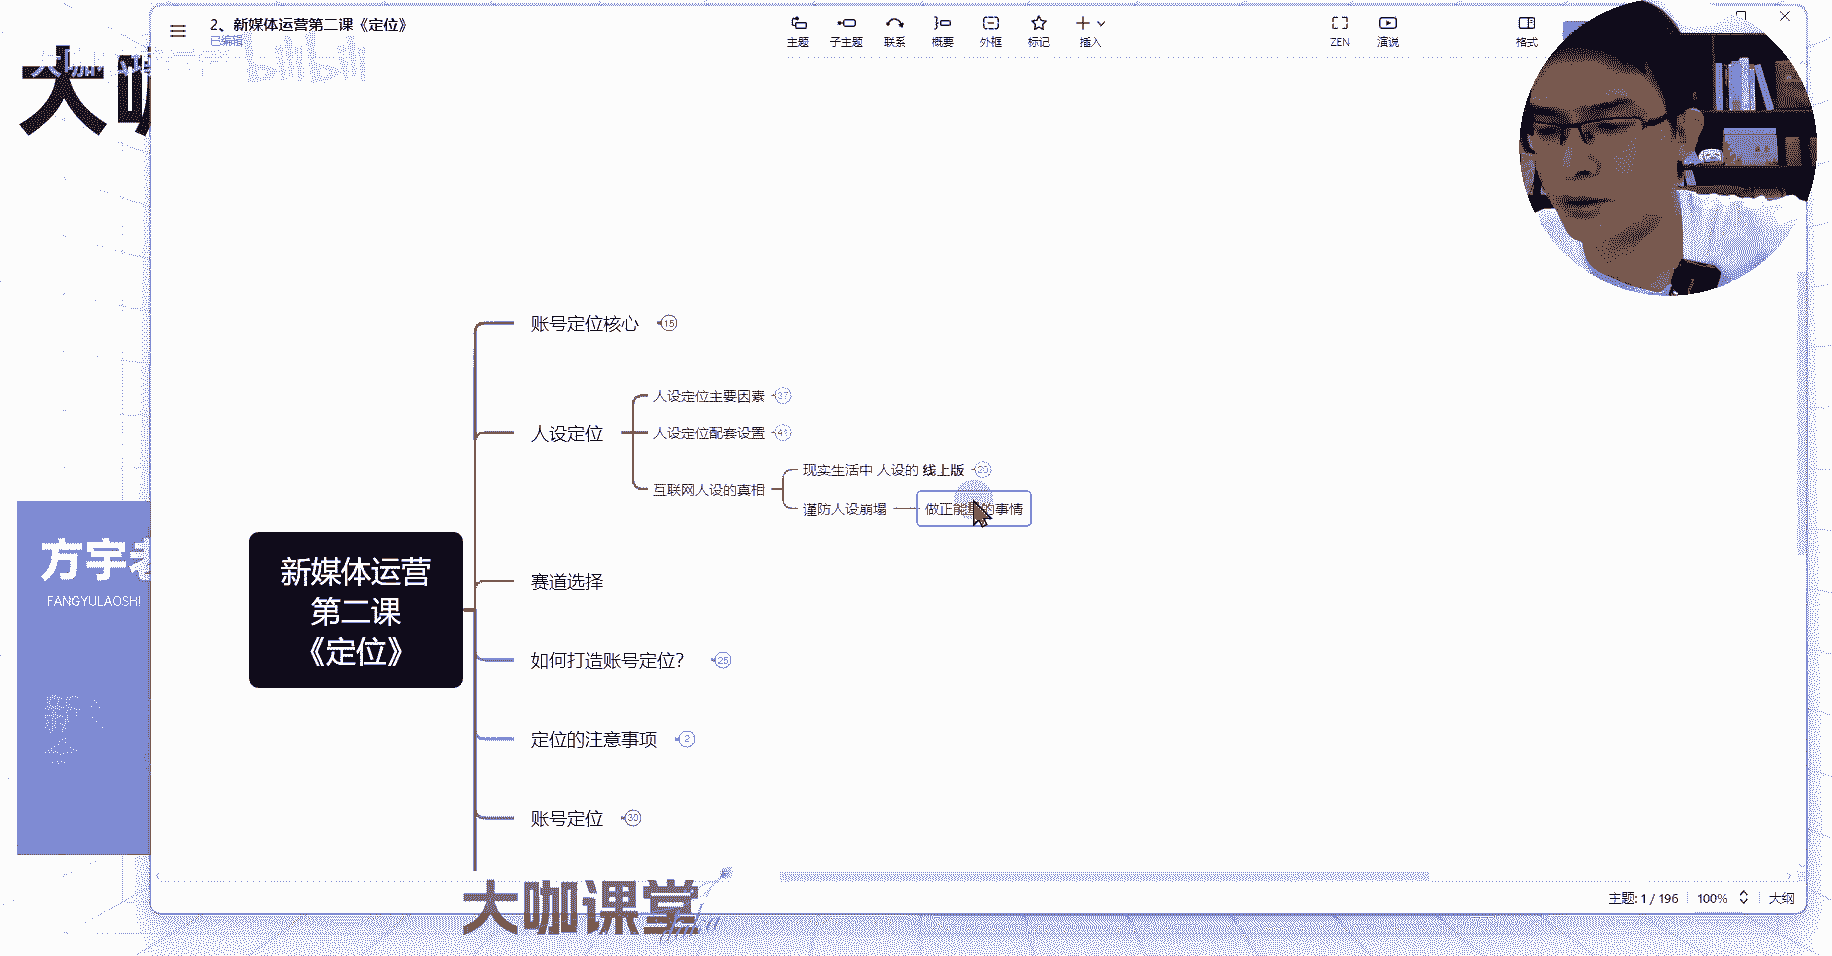 2、新媒体运营第二课《定位》
已编辑
主题
子主题
联系
概要
外框
标记
插入
ZEN
演说
格式
大咖
bilibili
账号定位核心 15
人设定位主要因素 37
人设定位
人设定位配套设置
现实生活中 人设的 线上版 20
互联网人设的真相
谨防人设崩塌
做正能量的事情
方宇老
FANGYULAOSHI
新媒体运营
第二课
《定位》
赛道选择
如何打造账号定位？ 25
定位的注意事项 2
账号定位 30
大咖课堂
主题: 1 / 196
100%
大纲